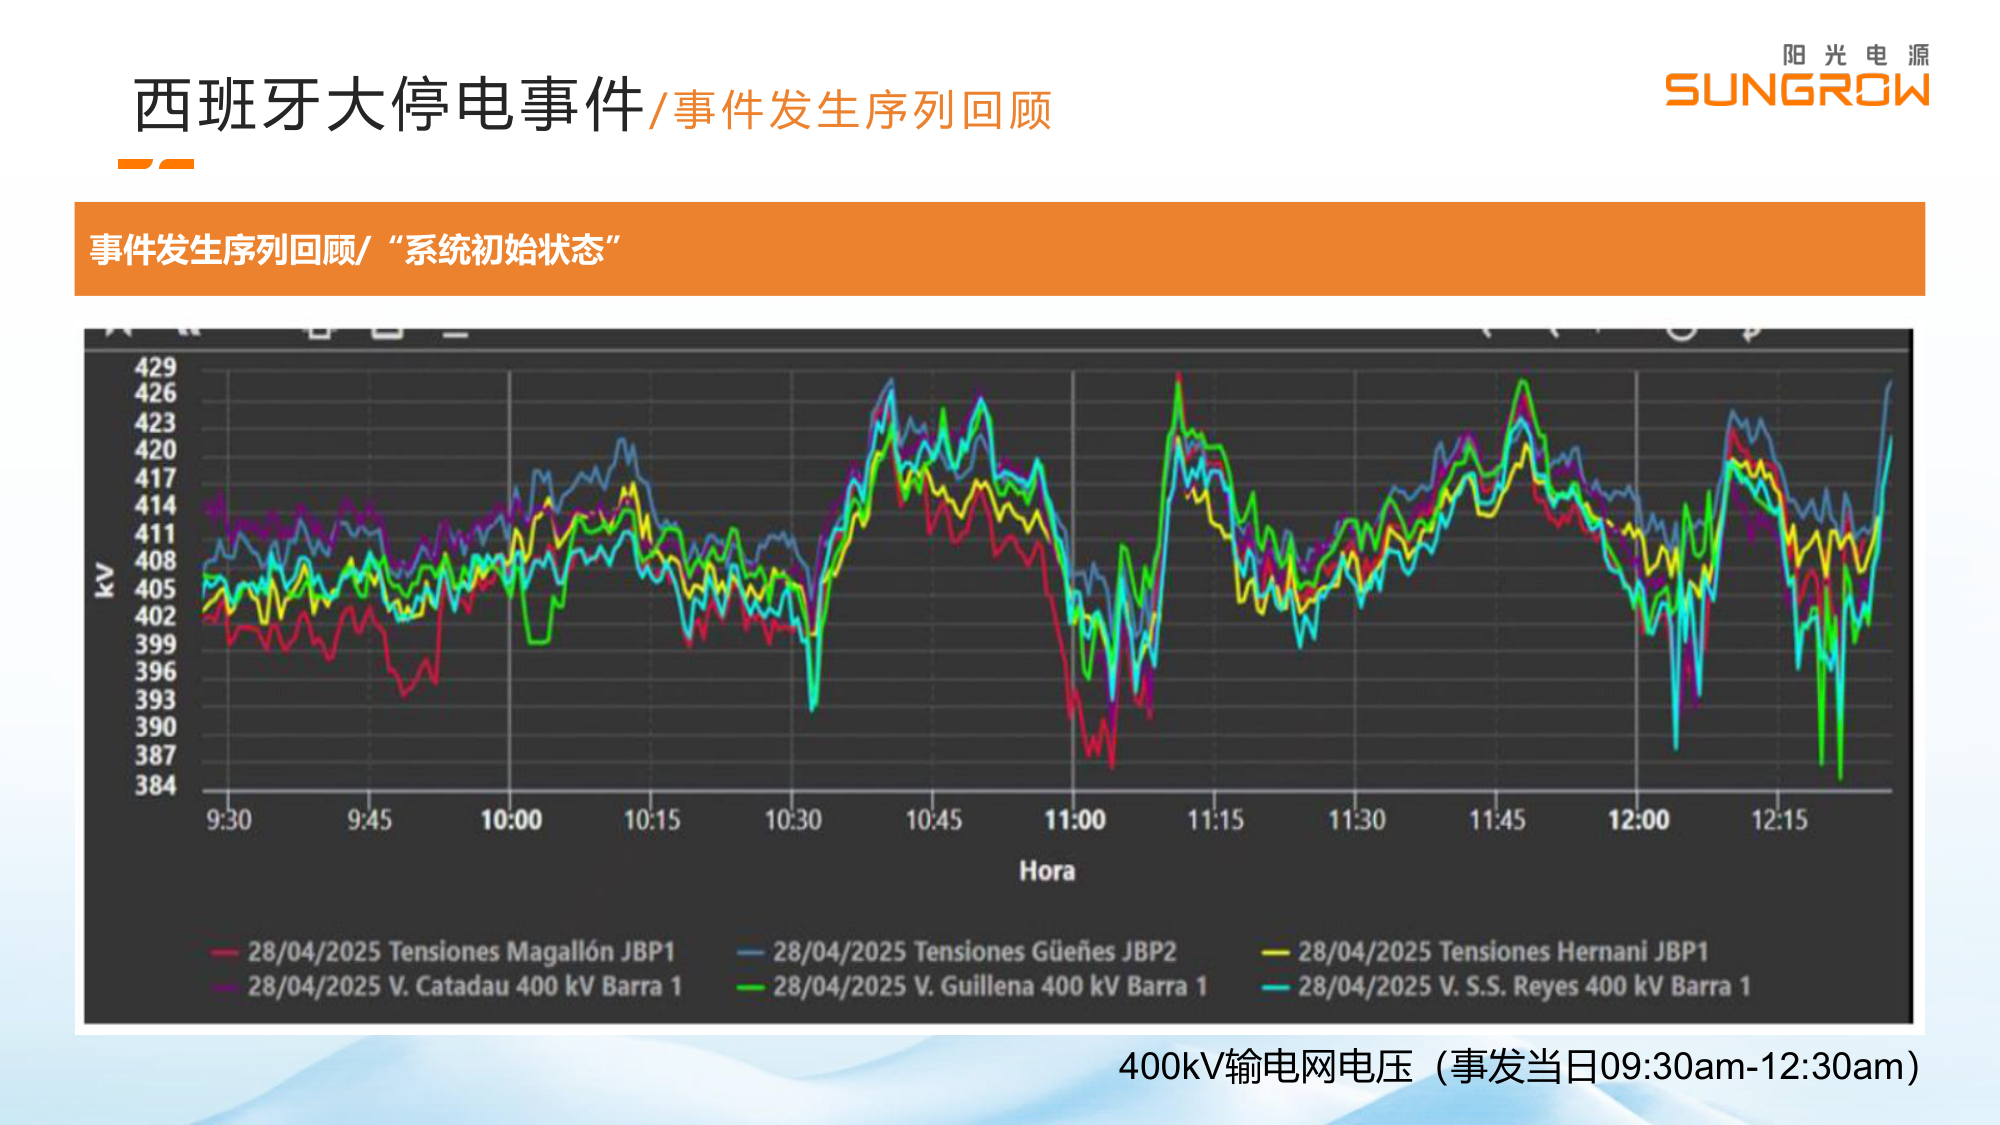 西班牙大停电事件/事件发生序列回顾
阳光电源
SUNGROW
事件发生序列回顾/“系统初始状态”
429
426
423
420
417
414
411
408
405
402
399
396
393
390
387
384
kV
9:30 9:45 10:00 10:15 10:30 10:45 11:00 11:15 11:30 11:45 12:00 12:15
Hora
28/04/2025 Tensiones Magallón JBP1 28/04/2025 Tensiones Güeñes JBP2 28/04/2025 Tensiones Hernani JBP1
28/04/2025 V. Catadau 400 kV Barra 1 28/04/2025 V. Guillena 400 kV Barra 1 28/04/2025 V. S.S. Reyes 400 kV Barra 1
400kV输电网电压（事发当日09:30am-12:30am）